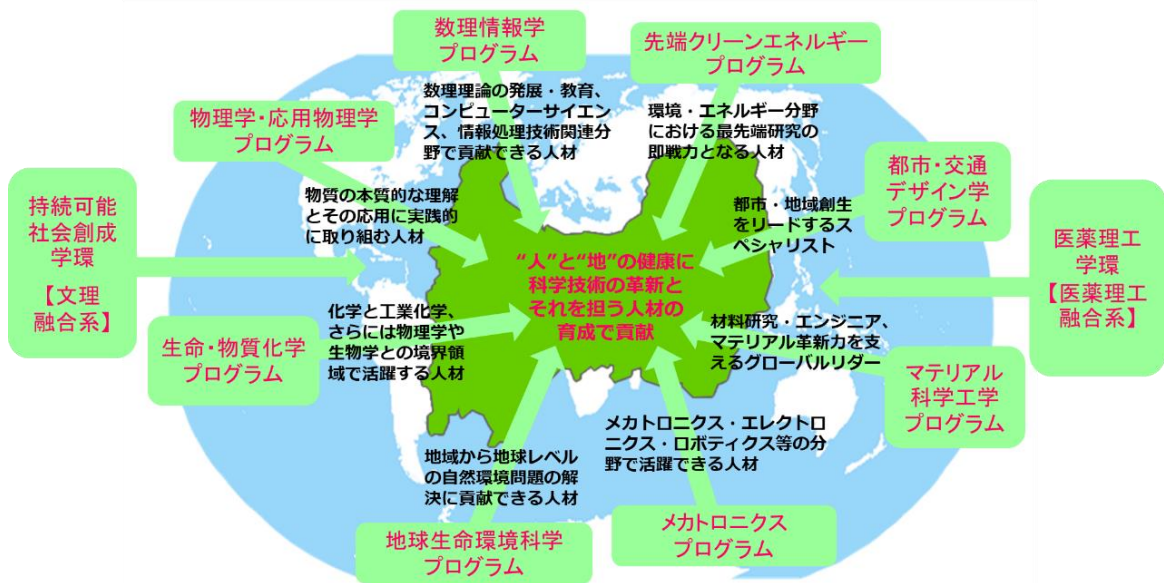 数理情報学
プログラム
数理理論の発展・教育、
コンピューターサイエ
ンス、情報処理技術関連分
野で貢献できる人材
先端クリーンエネルギー
プログラム
環境・エネルギー分野
における最先端研究の
即戦力となる人材
物理学・応用物理学
プログラム
物質の本質的な理解
とその応用に実践的
に取り組む人材
都市・交通
デザイン学
プログラム
都市・地域創生
をリードするス
ペシャリスト
持続可能
社会創成
学環
【文理
融合系】
医薬理工
学環
【医薬理工
融合系】
“人”と“地”の健康に
科学技術の革新と
それを担う人材の
育成で貢献
生命・物質化学
プログラム
化学と工業化学、
さらには物理学や
生物学との境界領
域で活躍する人材
材料研究・エンジニア、
マテリアル革新力を支
えるグローバルリダー
マテリアル
科学工学
プログラム
地域から地球レベル
の自然環境問題の解
決に貢献できる人材
地球生命環境科学
プログラム
メカトロニクス・エレクトロ
ニクス・ロボティクス等の分
野で活躍できる人材
メカトロニクス
プログラム